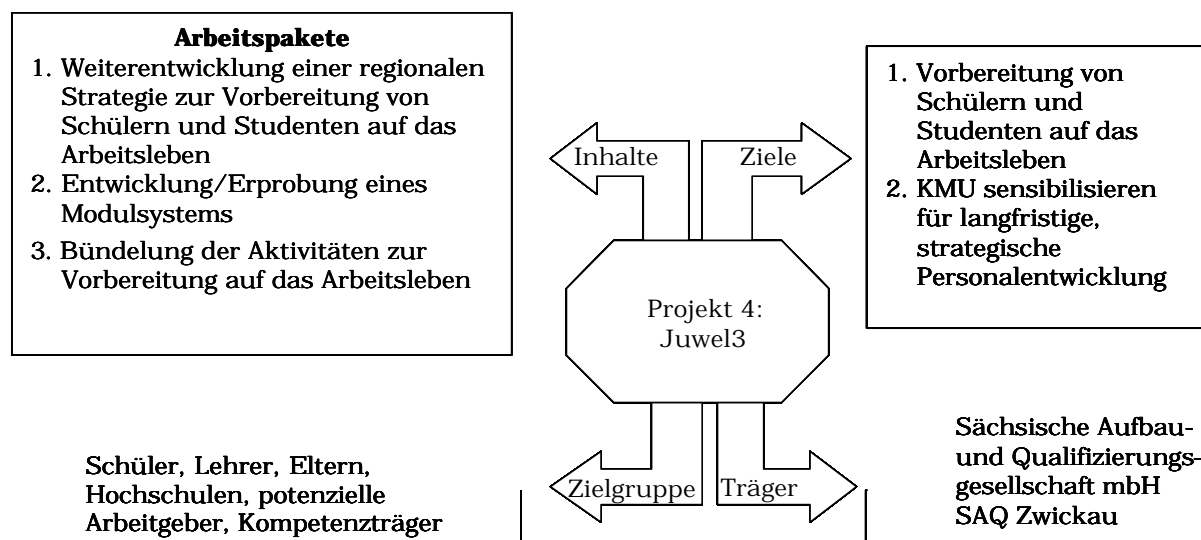 Arbeitspakete
1. Weiterentwicklung einer regionalen
Strategie zur Vorbereitung von
Schülern und Studenten auf das
Arbeitsleben
2. Entwicklung/Erprobung eines
Modulsystems
3. Bündelung der Aktivitäten zur
Vorbereitung auf das Arbeitsleben
Inhalte
Ziele
1. Vorbereitung von
Schülern und
Studenten auf das
Arbeitsleben
2. KMU sensibilisieren
für langfristige,
strategische
Personalentwicklung
Projekt 4:
Juwel3
Schüler, Lehrer, Eltern,
Hochschulen, potenzielle
Arbeitgeber, Kompetenzträger
Zielgruppe
Träger
Sächsische Aufbau-
und Qualifizierungs-
gesellschaft mbH
SAQ Zwickau